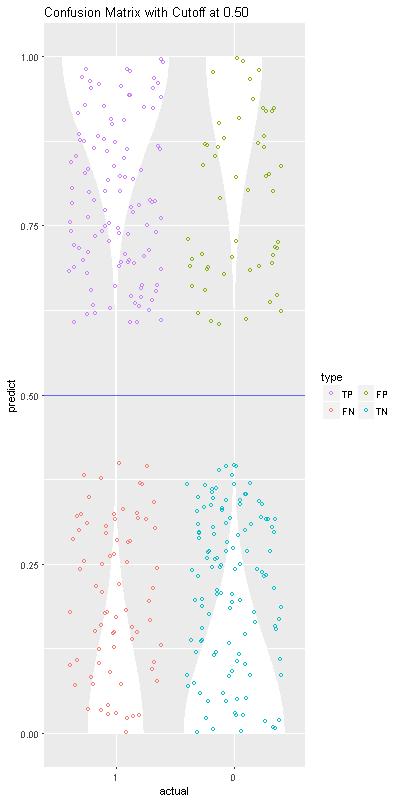 Confusion Matrix with Cutoff at 0.50
1.00
0.75
0.50
0.25
0.00
predict
1 0
actual
type
TP FP
FN TN